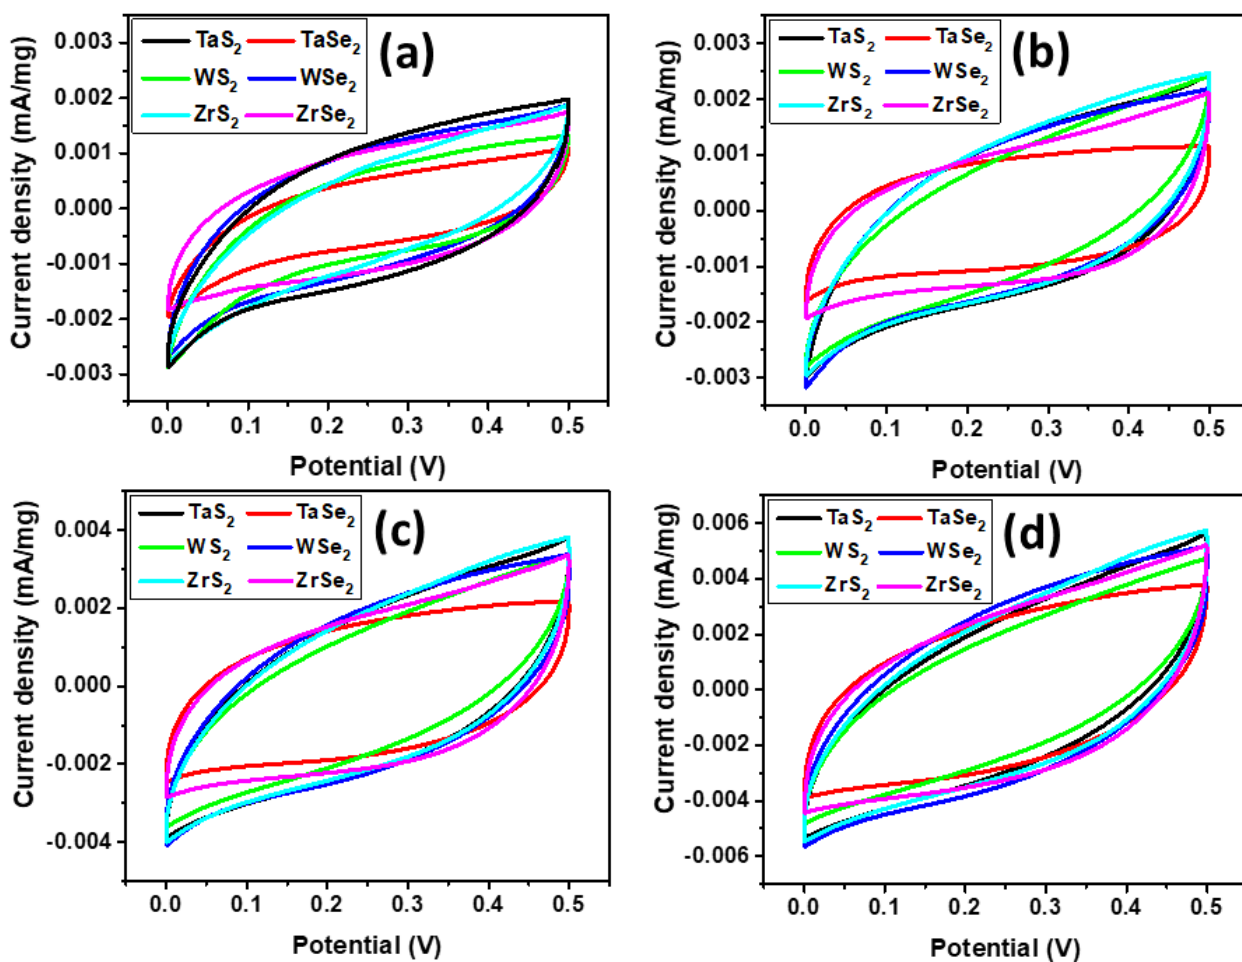 TaS2 TaSe2
WS2 WSe2
ZrS2 ZrSe2
(a)
0.003
0.002
0.001
0.000
-0.001
-0.002
-0.003
Current density (mA/mg)
0.0 0.1 0.2 0.3 0.4 0.5
Potential (V)
TaS2 TaSe2
WS2 WSe2
ZrS2 ZrSe2
(b)
0.003
0.002
0.001
0.000
-0.001
-0.002
-0.003
Current density (mA/mg)
0.0 0.1 0.2 0.3 0.4 0.5
Potential (V)
TaS2 TaSe2
WS2 WSe2
ZrS2 ZrSe2
(c)
0.004
0.002
0.000
-0.002
-0.004
Current density (mA/mg)
0.0 0.1 0.2 0.3 0.4 0.5
Potential (V)
TaS2 TaSe2
WS2 WSe2
ZrS2 ZrSe2
(d)
0.006
0.004
0.002
0.000
-0.002
-0.004
-0.006
Current density (mA/mg)
0.0 0.1 0.2 0.3 0.4 0.5
Potential (V)